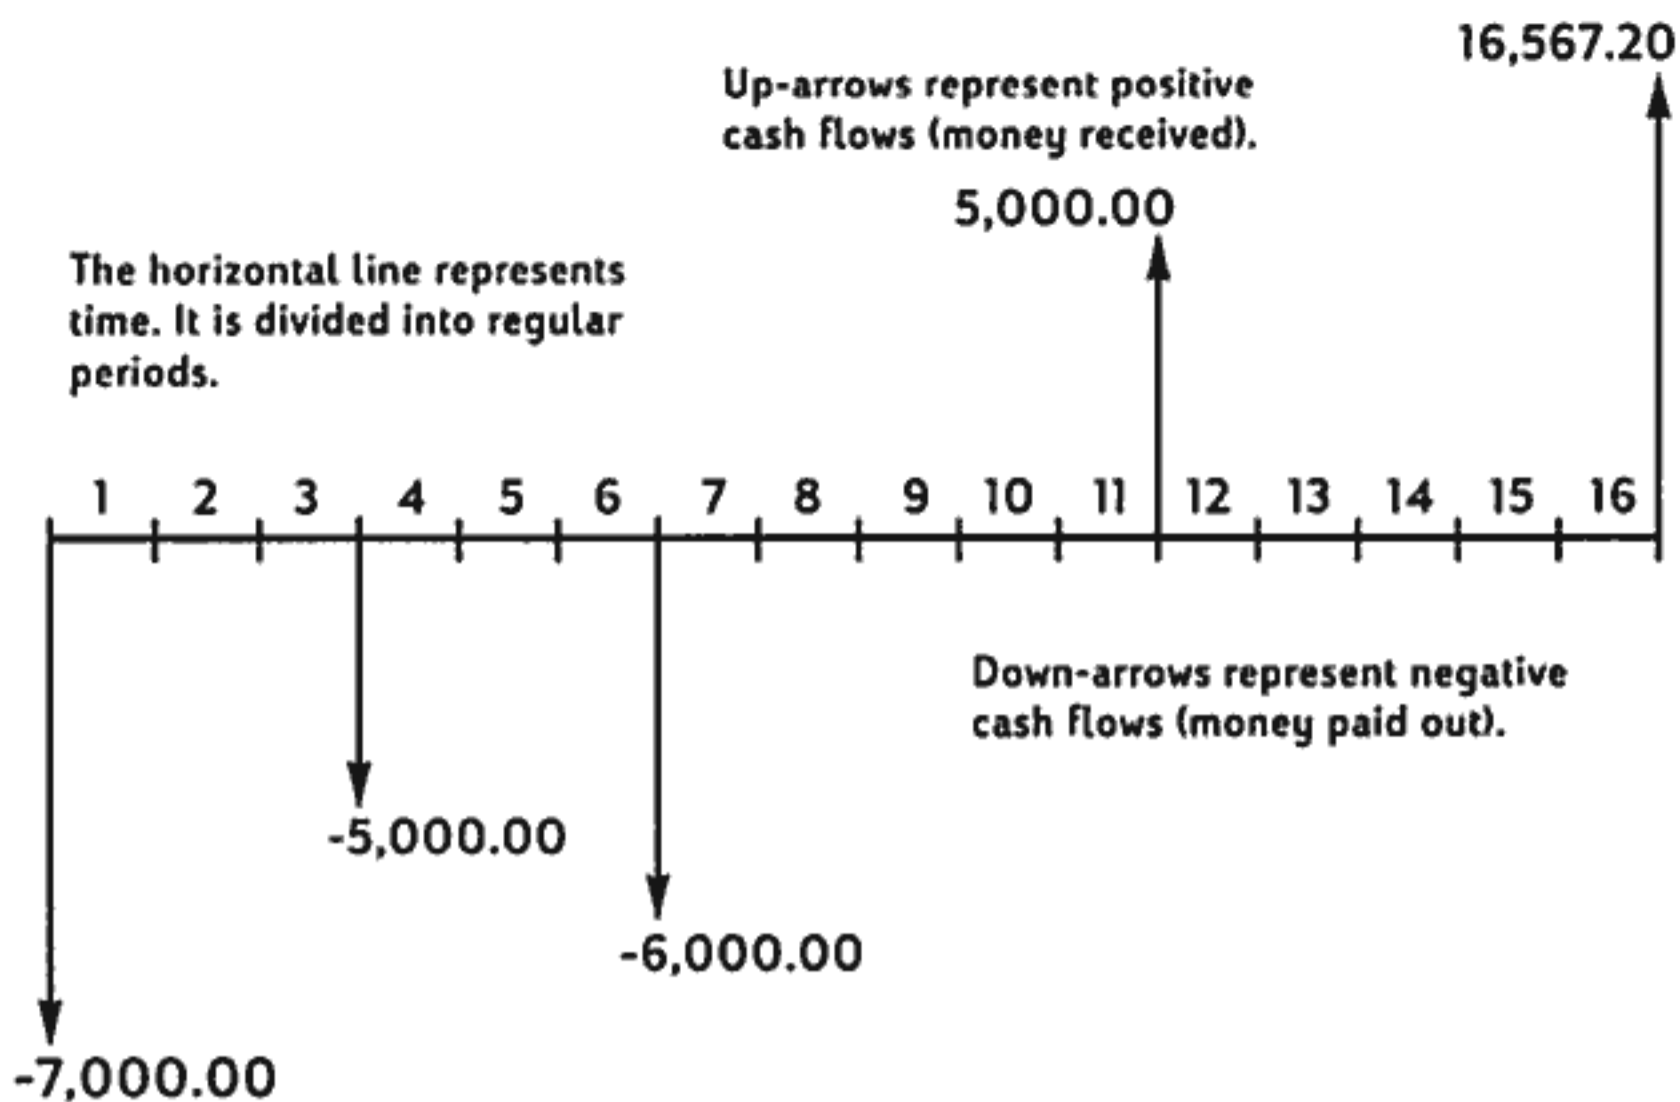 16,567.20
Up-arrows represent positive
cash flows (money received).
5,000.00
The horizontal line represents
time. It is divided into regular
periods.
1 2 3 4 5 6 7 8 9 10 11 12 13 14 15 16
Down-arrows represent negative
cash flows (money paid out).
-5,000.00
-6,000.00
-7,000.00